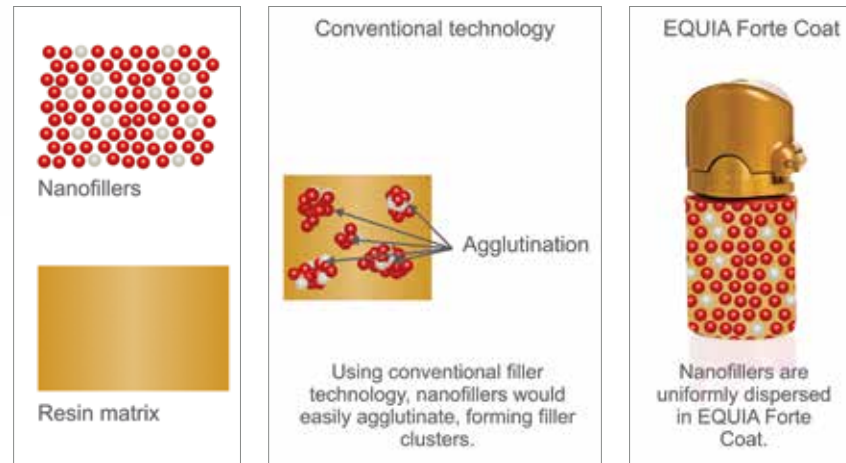 Nanofillers
Resin matrix
Conventional technology
Agglutination
Using conventional filler
technology, nanofillers would
easily agglutinate, forming filler
clusters.
EQUIA Forte Coat
Nanofillers are
uniformly dispersed
in EQUIA Forte
Coat.